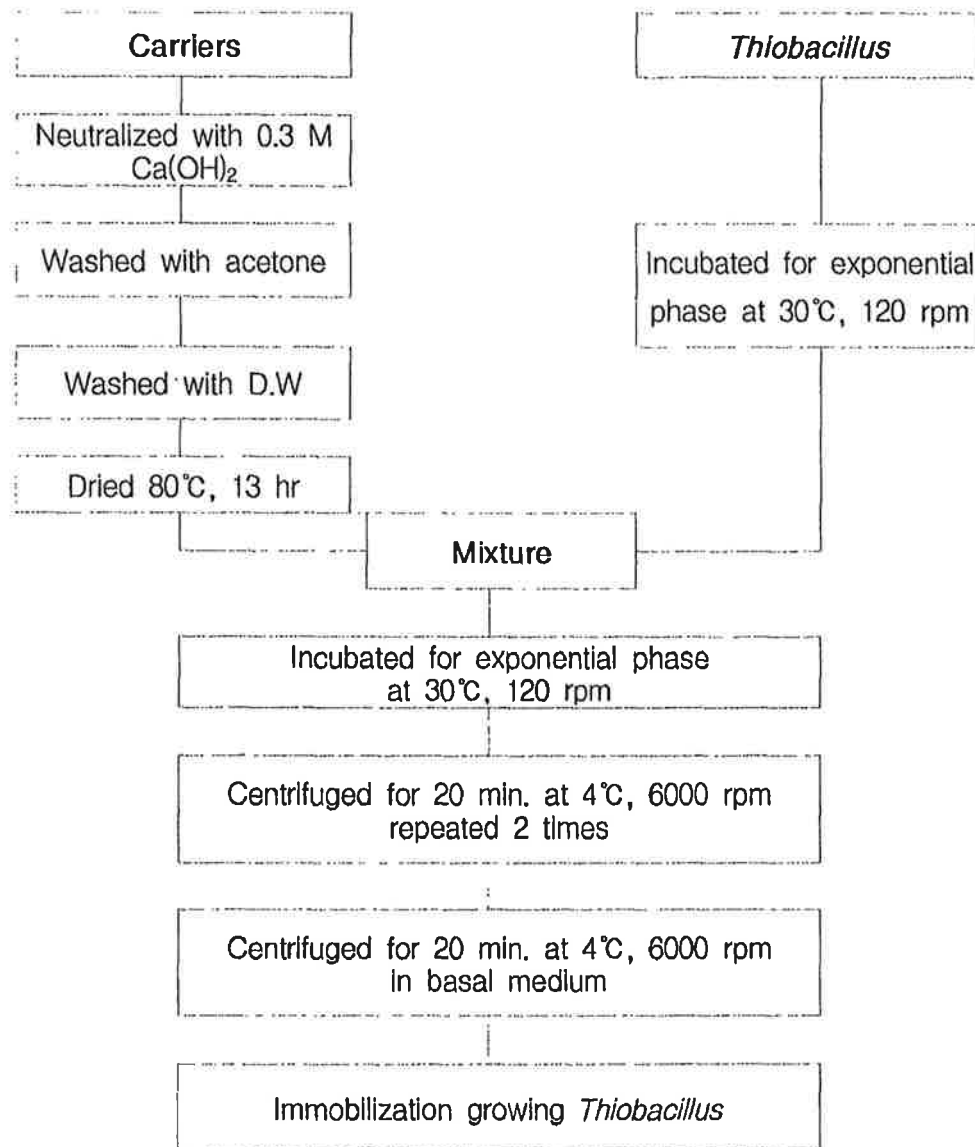 Carriers
Neutralized with 0.3 M
Ca(OH)₂
Washed with acetone
Washed with D.W
Dried 80℃, 13 hr
Thiobacillus
Incubated for exponential
phase at 30℃, 120 rpm
Mixture
Incubated for exponential phase
at 30℃, 120 rpm
Centrifuged for 20 min. at 4℃, 6000 rpm
repeated 2 times
Centrifuged for 20 min. at 4℃, 6000 rpm
in basal medium
Immobilization growing Thiobacillus